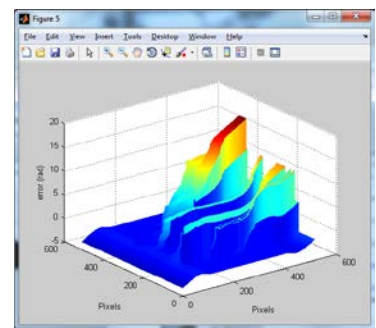 Figure 5
File Edit View Insert Tools Desktop Window Help
20
15
10
5
0
-5
error (rad)
600
400
200
0
Pixels
0
200
400
600
Pixels